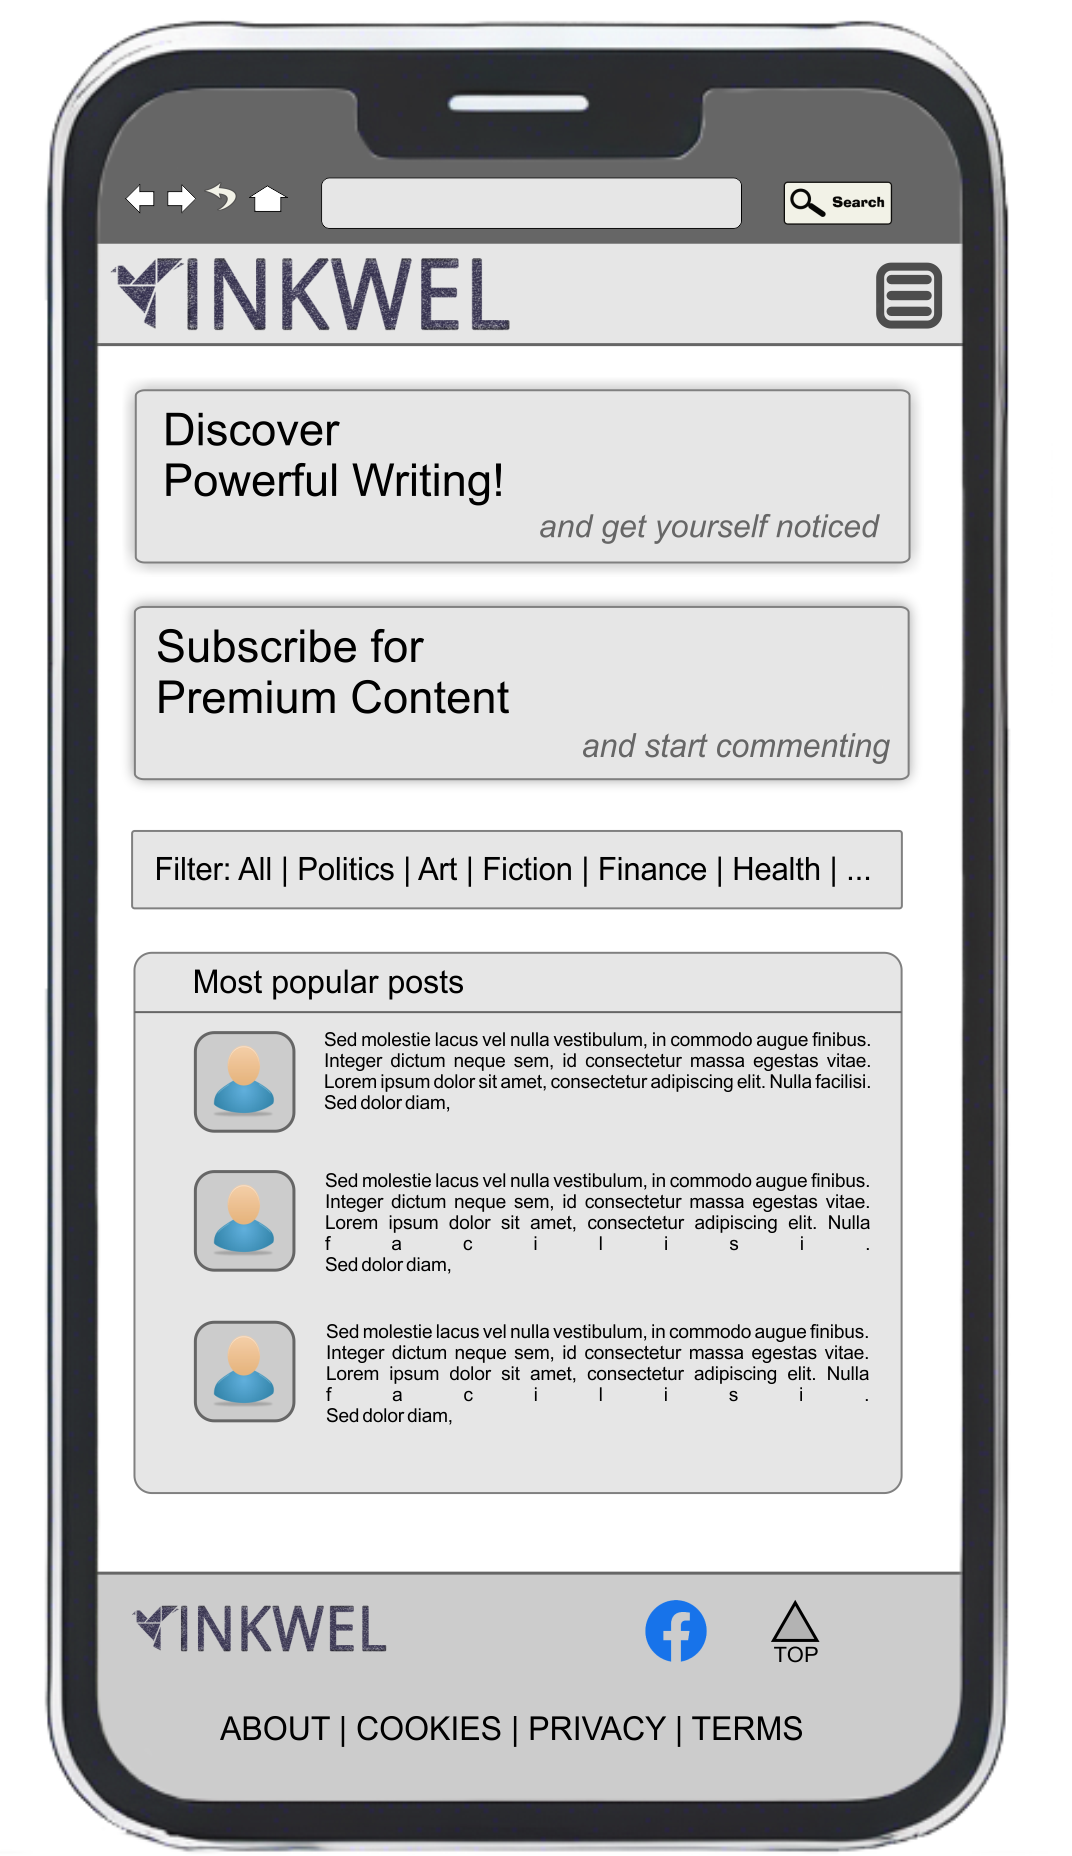 Search
INKWEL
Discover
Powerful Writing!
and get yourself noticed
Subscribe for
Premium Content
and start commenting
Filter: All | Politics | Art | Fiction | Finance | Health | ...
Most popular posts
Sed molestie lacus vel nulla vestibulum, in commodo augue finibus.
Integer dictum neque sem, id consectetur massa egestas vitae.
Lorem ipsum dolor sit amet, consectetur adipiscing elit. Nulla facilisi.
Sed dolor diam,
Sed molestie lacus vel nulla vestibulum, in commodo augue finibus.
Integer dictum neque sem, id consectetur massa egestas vitae.
Lorem ipsum dolor sit amet, consectetur adipiscing elit. Nulla
f a c i l i s i .
Sed dolor diam,
Sed molestie lacus vel nulla vestibulum, in commodo augue finibus.
Integer dictum neque sem, id consectetur massa egestas vitae.
Lorem ipsum dolor sit amet, consectetur adipiscing elit. Nulla
f a c i l i s i .
Sed dolor diam,
INKWEL
TOP
ABOUT | COOKIES | PRIVACY | TERMS